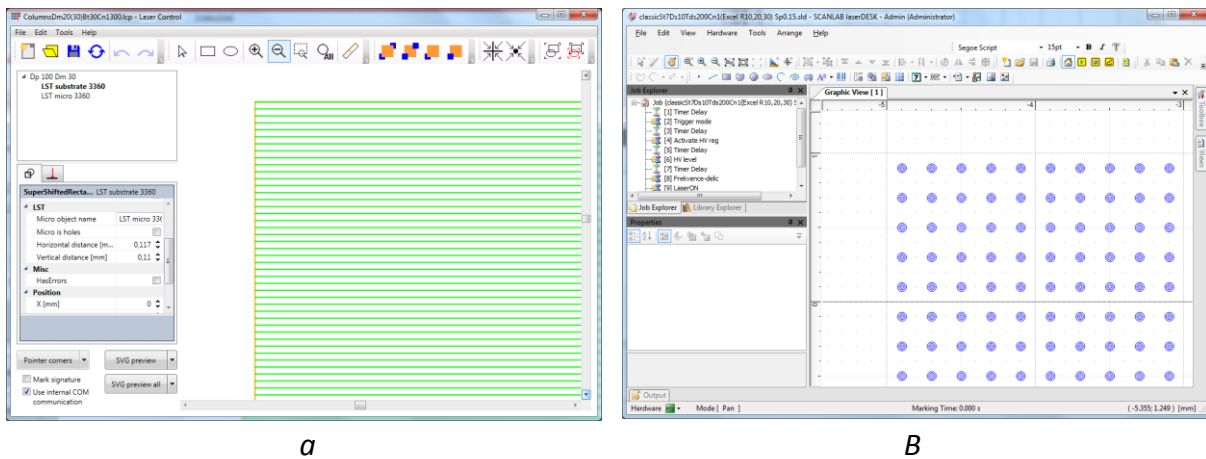 ColumnsDm20(30)Bt30Cn1300.lcp - Laser Control
File Edit Tools Help
All
Dp 100 Dm 30
LST substrate 3360
LST micro 3360
SuperShiftedRecta... LST substrate 3360
LST
Micro object name LST micro 336
Micro is holes
Horizontal distance [m... 0,117
Vertical distance [mm] 0,11
Misc
HasErrors
Position
X [mm] 0
Pointer corners SVG preview
Mark signature
SVG preview all
Use internal COM
communication
a
classicSt7Ds10Tds200Cn1(Excel R10,20,30) Sp0.15.sld - SCANLAB laserDESK - Admin (Administrator)
File Edit View Hardware Tools Arrange Help
Segoe Script 15pt B I T
Job Explorer
Graphic View [ 1 ]
-5 -4 -3
Job (classicSt7Ds10Tds200Cn1(Excel R10,20,30) S
[1] Timer Delay
[2] Trigger mode
[3] Timer Delay
[4] Activate HV reg
[5] Timer Delay
[6] HV level
[7] Timer Delay
[8] Frekvence-delic
[9] LaserON
Job Explorer Library Explorer
Properties
Toolbox
Views
1
0
Output
Hardware Mode [ Pan ] Marking Time: 0.000 s ( -5.355; 1.249 ) [mm]
B